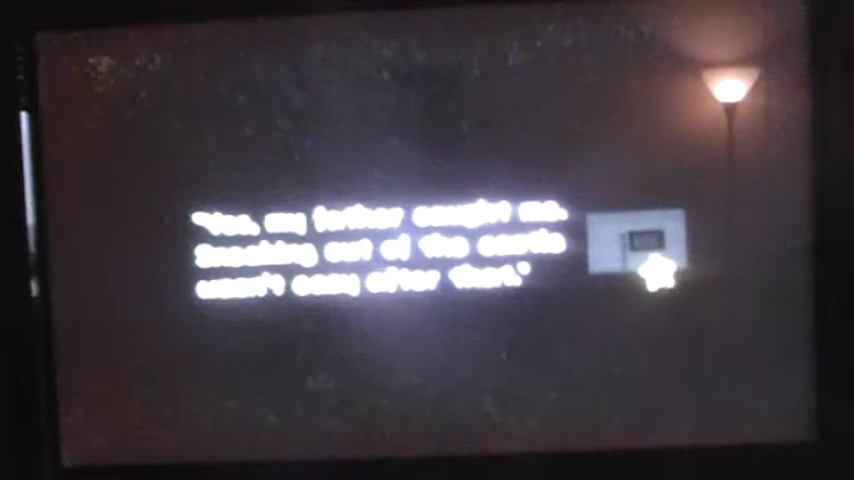 "Yes, my father caught me.
Sneaking out of the castle
wasn't easy after that."